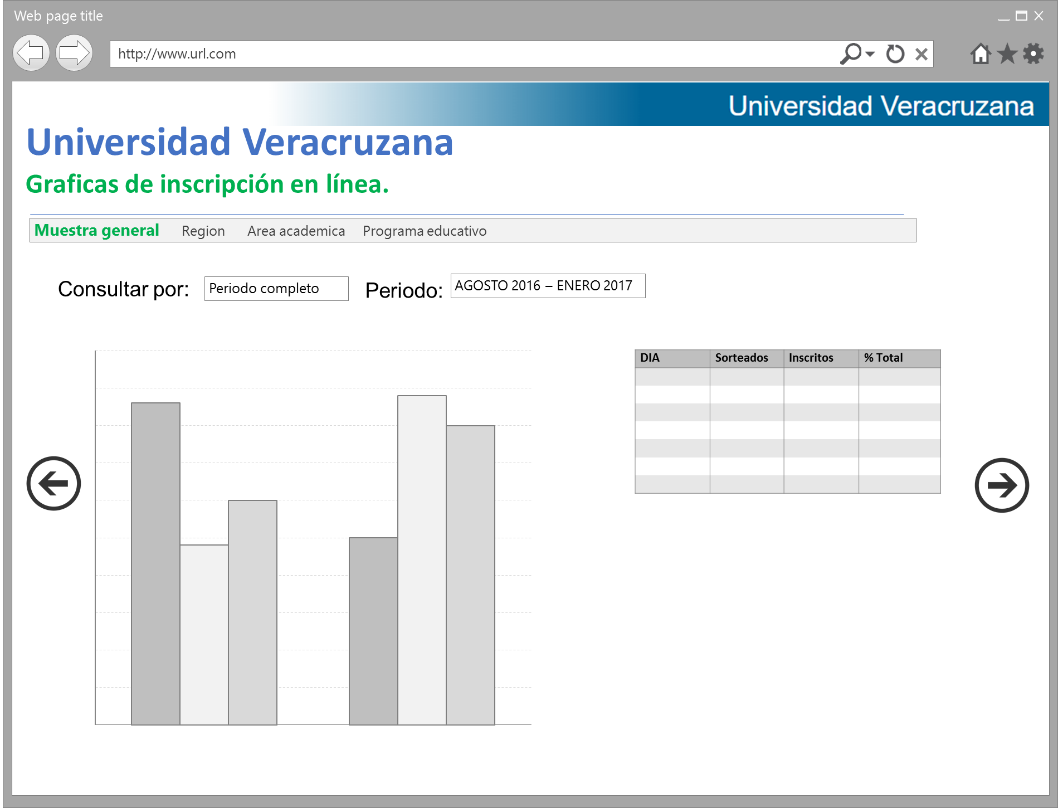 Web page title
http://www.url.com
Universidad Veracruzana
Universidad Veracruzana
Graficas de inscripción en línea.
Muestra general Region Area academica Programa educativo
Consultar por: Periodo completo Periodo: AGOSTO 2016 – ENERO 2017
DIA Sorteados Inscritos % Total